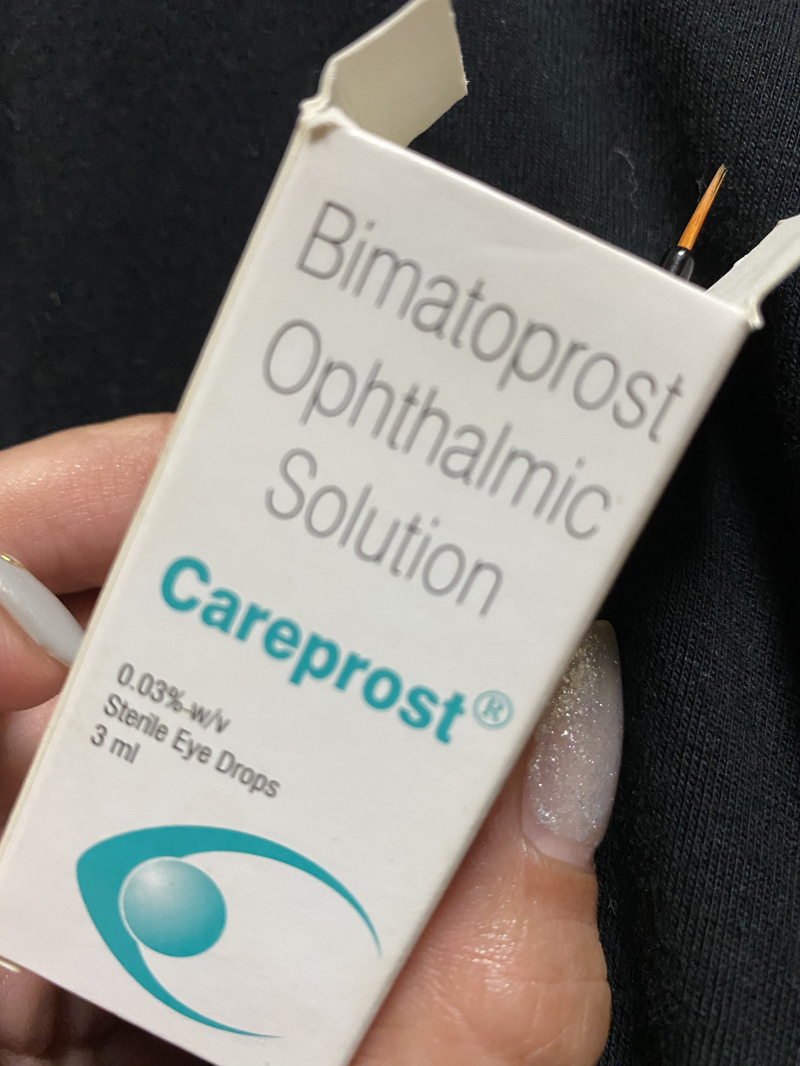 Bimatoprost
Ophthalmic
Solution
Careprost®
0.03%-w/v
Sterile Eye Drops
3 ml